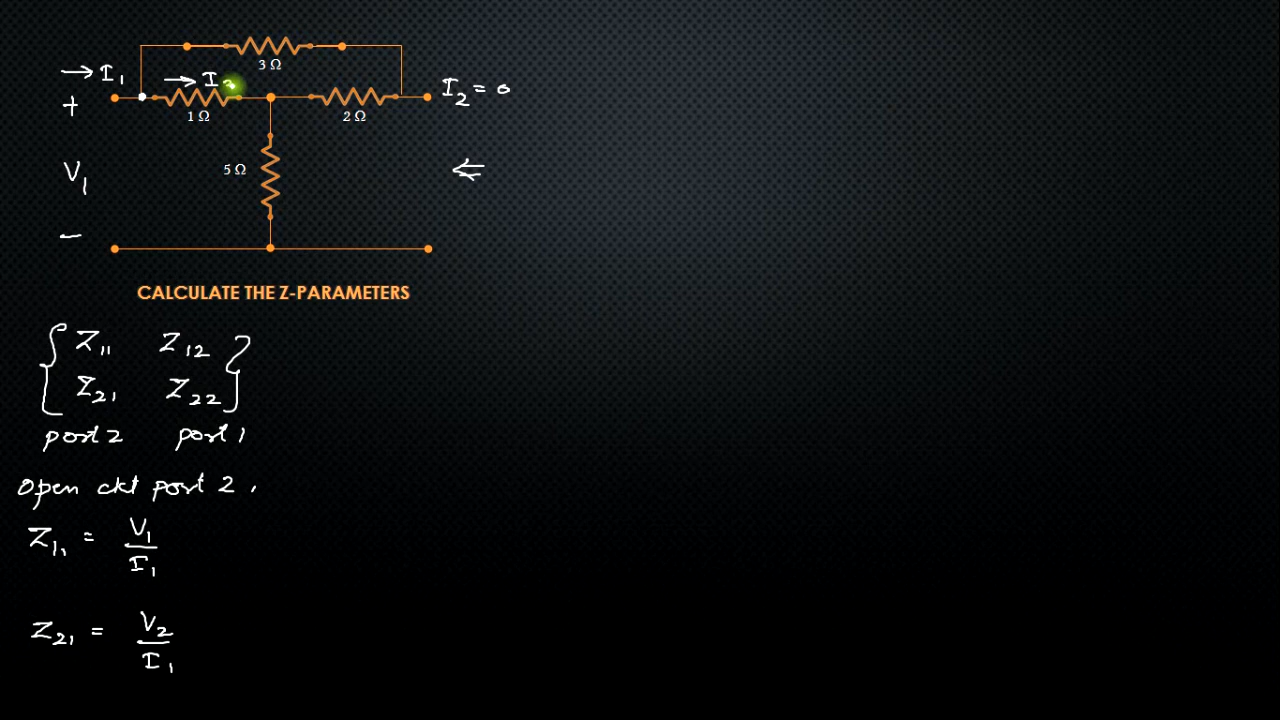 3 Ω
→ I₁ → I₃ I₂ = 0
+
1 Ω 2 Ω
V₁ 5 Ω ⇐
−
CALCULATE THE Z-PARAMETERS
Z₁₁ Z₁₂
Z₂₁ Z₂₂
port 2 port 1
open ckt port 2 ,
Z₁₁ = V₁ / I₁
Z₂₁ = V₂ / I₁